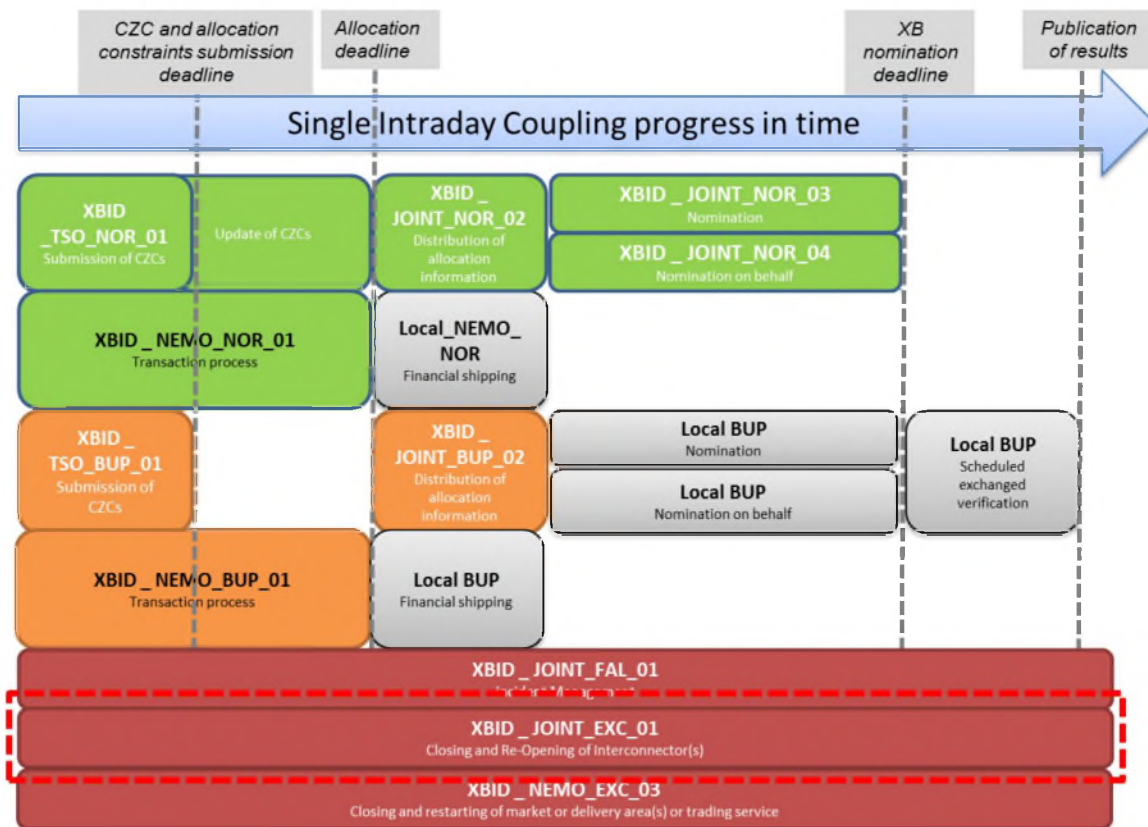 CZC and allocation
constraints submission
deadline
Allocation
deadline
XB
nomination
deadline
Publication
of results
Single Intraday Coupling progress in time
XBID
_TSO_NOR_01
Submission of CZCs
Update of CZCs
XBID _
JOINT_NOR_02
Distribution of
allocation
information
XBID _ JOINT_NOR_03
Nomination
XBID _ JOINT_NOR_04
Nomination on behalf
XBID _ NEMO_NOR_01
Transaction process
Local_NEMO_
NOR
Financial shipping
XBID _
TSO_BUP_01
Submission of
CZCs
XBID _
JOINT_BUP_02
Distribution of
allocation
information
Local BUP
Nomination
Local BUP
Nomination on behalf
Local BUP
Scheduled
exchanged
verification
XBID _ NEMO_BUP_01
Transaction process
Local BUP
Financial shipping
XBID _ JOINT_FAL_01
Incident Management
XBID _ JOINT_EXC_01
Closing and Re-Opening of Interconnector(s)
XBID _ NEMO_EXC_03
Closing and restarting of market or delivery area(s) or trading service